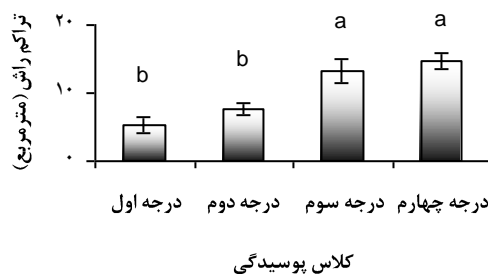 تراکم راش (مترمربع)
۲۰
۱۰
۰
b
b
a
a
درجه اول
درجه دوم
درجه سوم
درجه چهارم
کلاس پوسیدگی